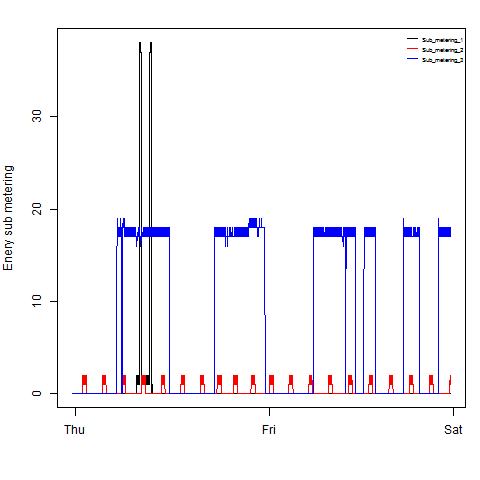 Sub_metering_1
Sub_metering_2
Sub_metering_3
Enery sub metering
30
20
10
0
Thu
Fri
Sat